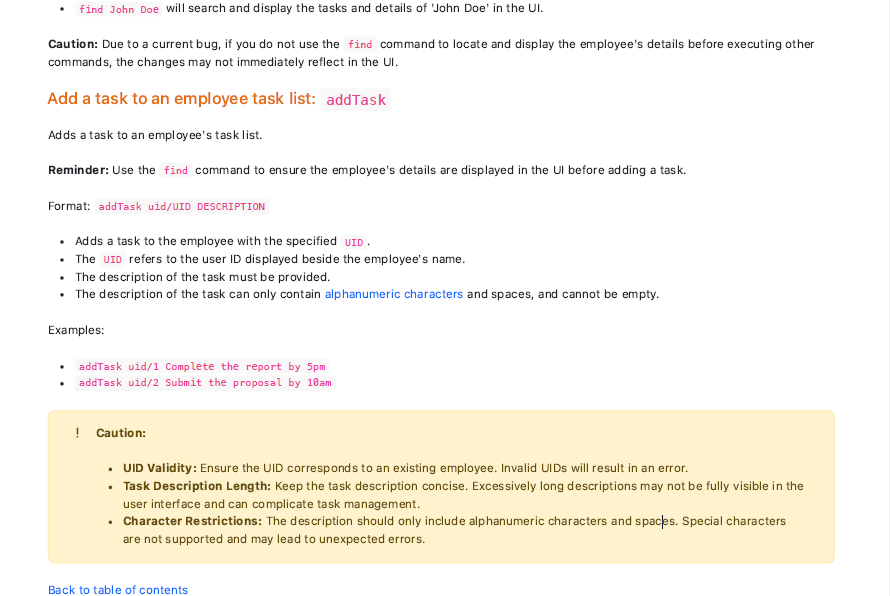 • find John Doe will search and display the tasks and details of 'John Doe' in the UI.
Caution: Due to a current bug, if you do not use the find command to locate and display the employee's details before executing other
commands, the changes may not immediately reflect in the UI.
Add a task to an employee task list: addTask
Adds a task to an employee's task list.
Reminder: Use the find command to ensure the employee's details are displayed in the UI before adding a task.
Format: addTask uid/UID DESCRIPTION
• Adds a task to the employee with the specified UID.
• The UID refers to the user ID displayed beside the employee's name.
• The description of the task must be provided.
• The description of the task can only contain alphanumeric characters and spaces, and cannot be empty.
Examples:
• addTask uid/1 Complete the report by 5pm
• addTask uid/2 Submit the proposal by 10am
! Caution:
• UID Validity: Ensure the UID corresponds to an existing employee. Invalid UIDs will result in an error.
• Task Description Length: Keep the task description concise. Excessively long descriptions may not be fully visible in the
user interface and can complicate task management.
• Character Restrictions: The description should only include alphanumeric characters and spaces. Special characters
are not supported and may lead to unexpected errors.
Back to table of contents